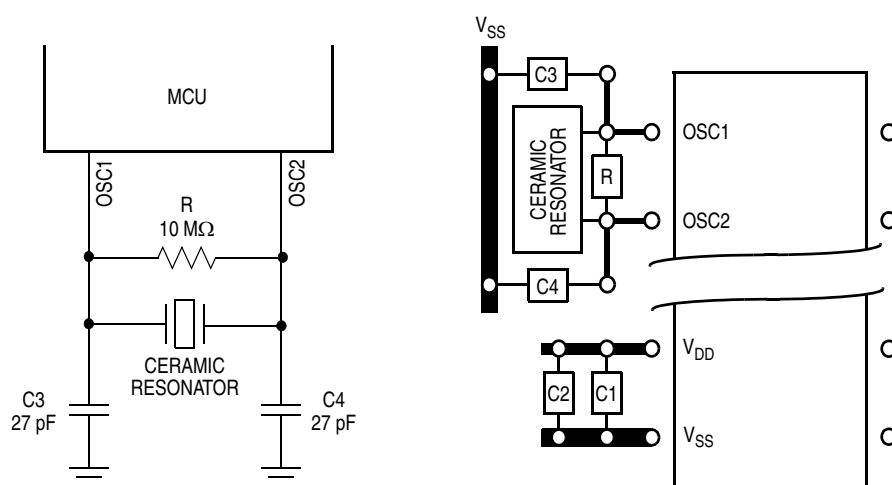 MCU
OSC1
OSC2
R
10 MΩ
CERAMIC
RESONATOR
C3
27 pF
C4
27 pF
VSS
C3
OSC1
CERAMIC
RESONATOR
R
OSC2
C4
VDD
C2
C1
VSS